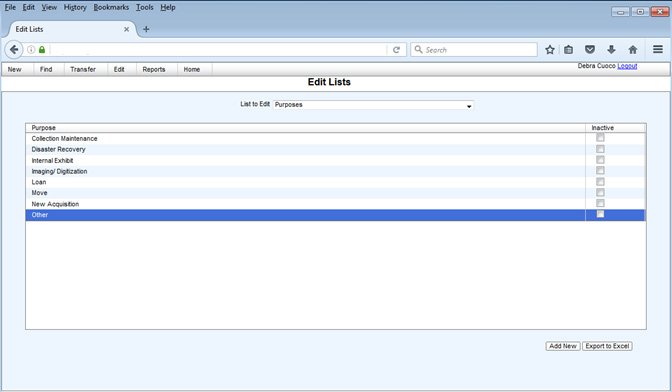 File Edit View History Bookmarks Tools Help
Edit Lists
Search
New Find Transfer Edit Reports Home
Debra Cuoco Logout
Edit Lists
List to Edit Purposes
Purpose Inactive
Collection Maintenance
Disaster Recovery
Internal Exhibit
Imaging/ Digitization
Loan
Move
New Acquisition
Other
Add New Export to Excel